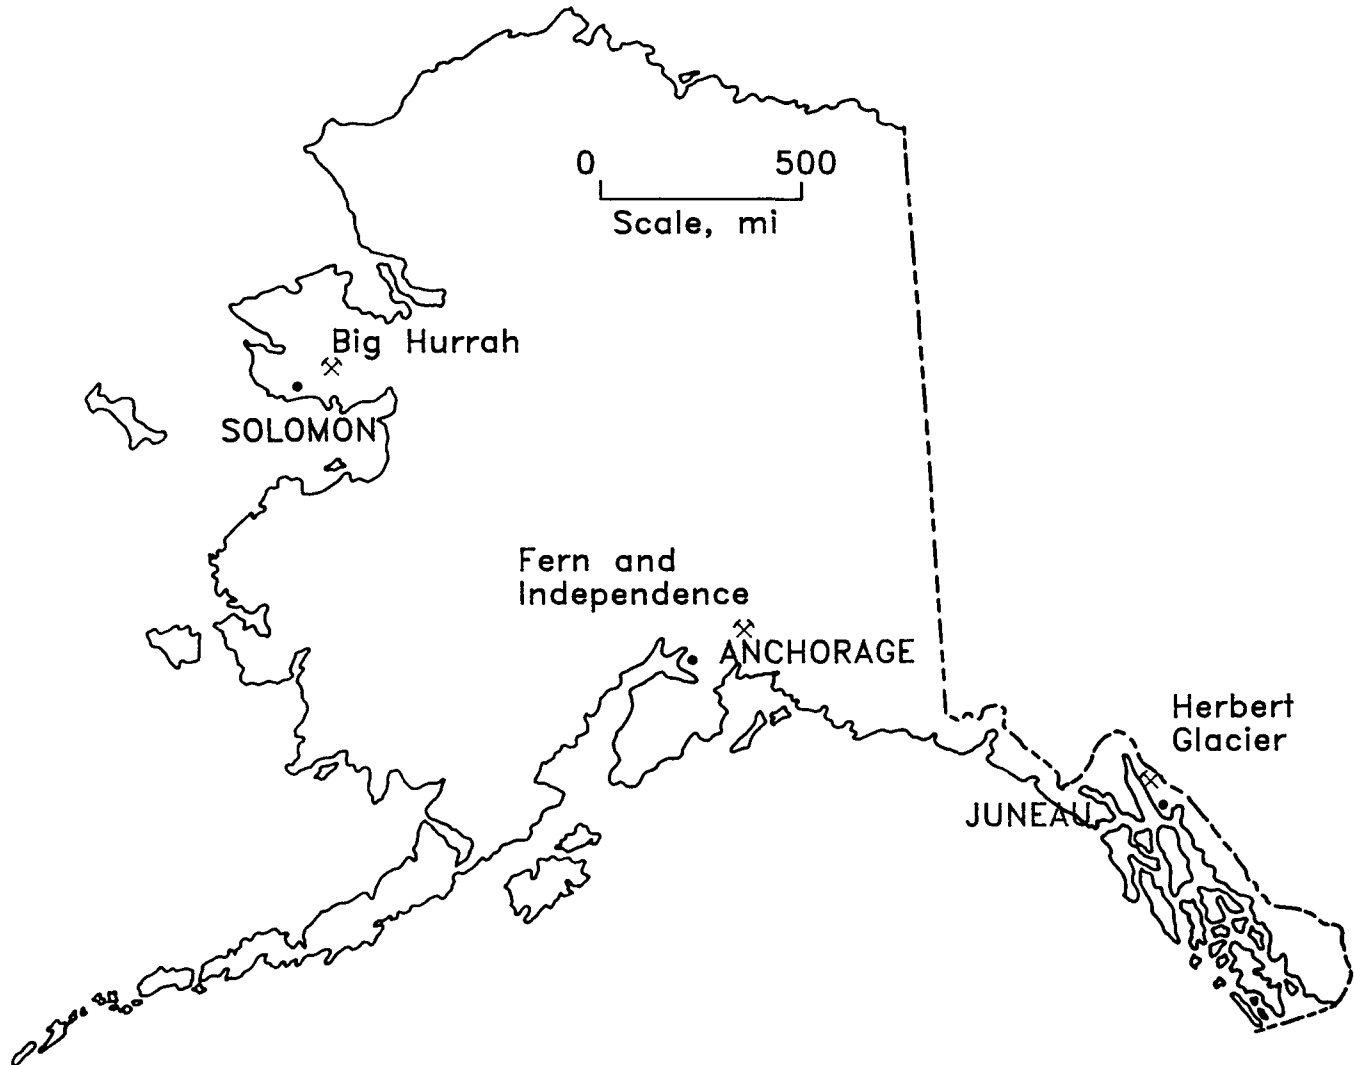 0 500
Scale, mi
Big Hurrah
SOLOMON
Fern and
Independence
ANCHORAGE
Herbert
Glacier
JUNEAU